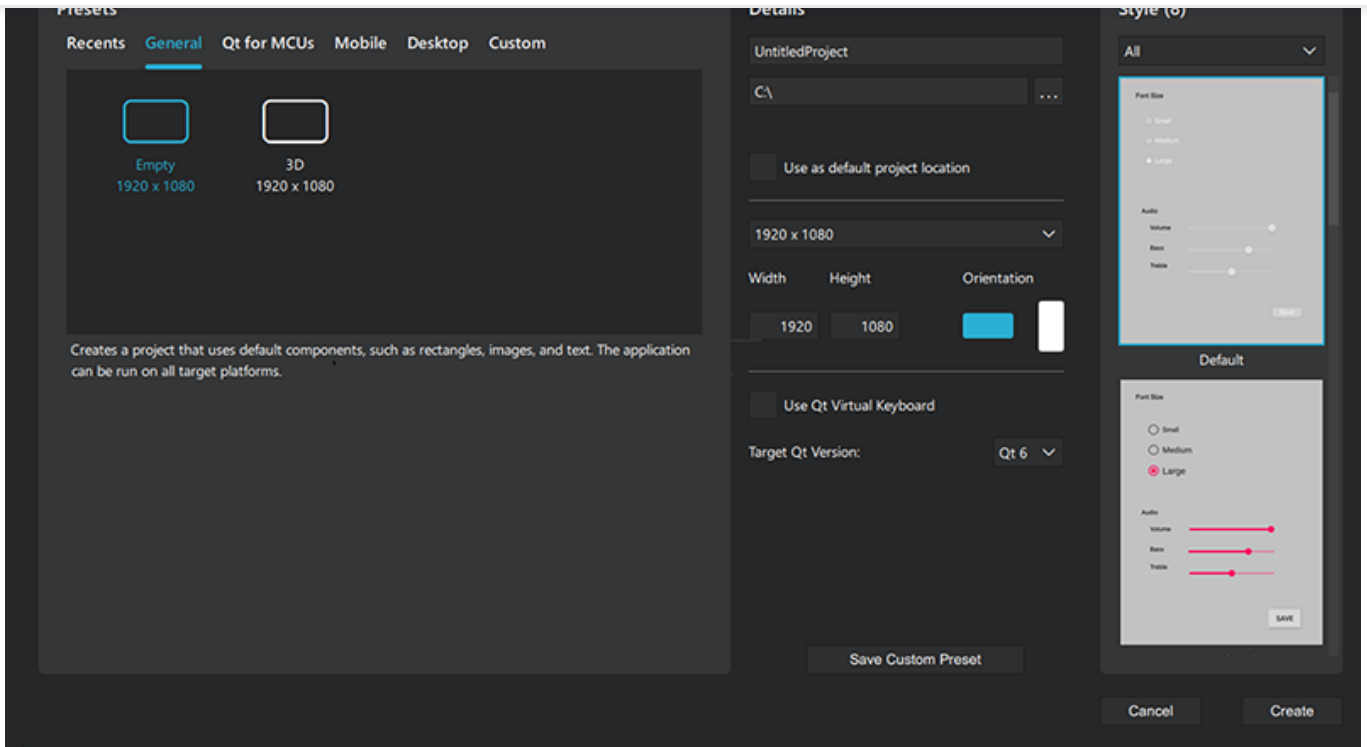 Presets
Recents General Qt for MCUs Mobile Desktop Custom
Empty
1920 x 1080
3D
1920 x 1080
Creates a project that uses default components, such as rectangles, images, and text. The application
can be run on all target platforms.
Details
UntitledProject
C:\
...
Use as default project location
1920 x 1080
Width Height Orientation
1920 1080
Use Qt Virtual Keyboard
Target Qt Version: Qt 6
Save Custom Preset
Style (8)
All
Font Size
Small
Medium
Large
Audio
Volume
Bass
Treble
Save
Default
Font Size
Small
Medium
Large
Audio
Volume
Bass
Treble
SAVE
Cancel Create